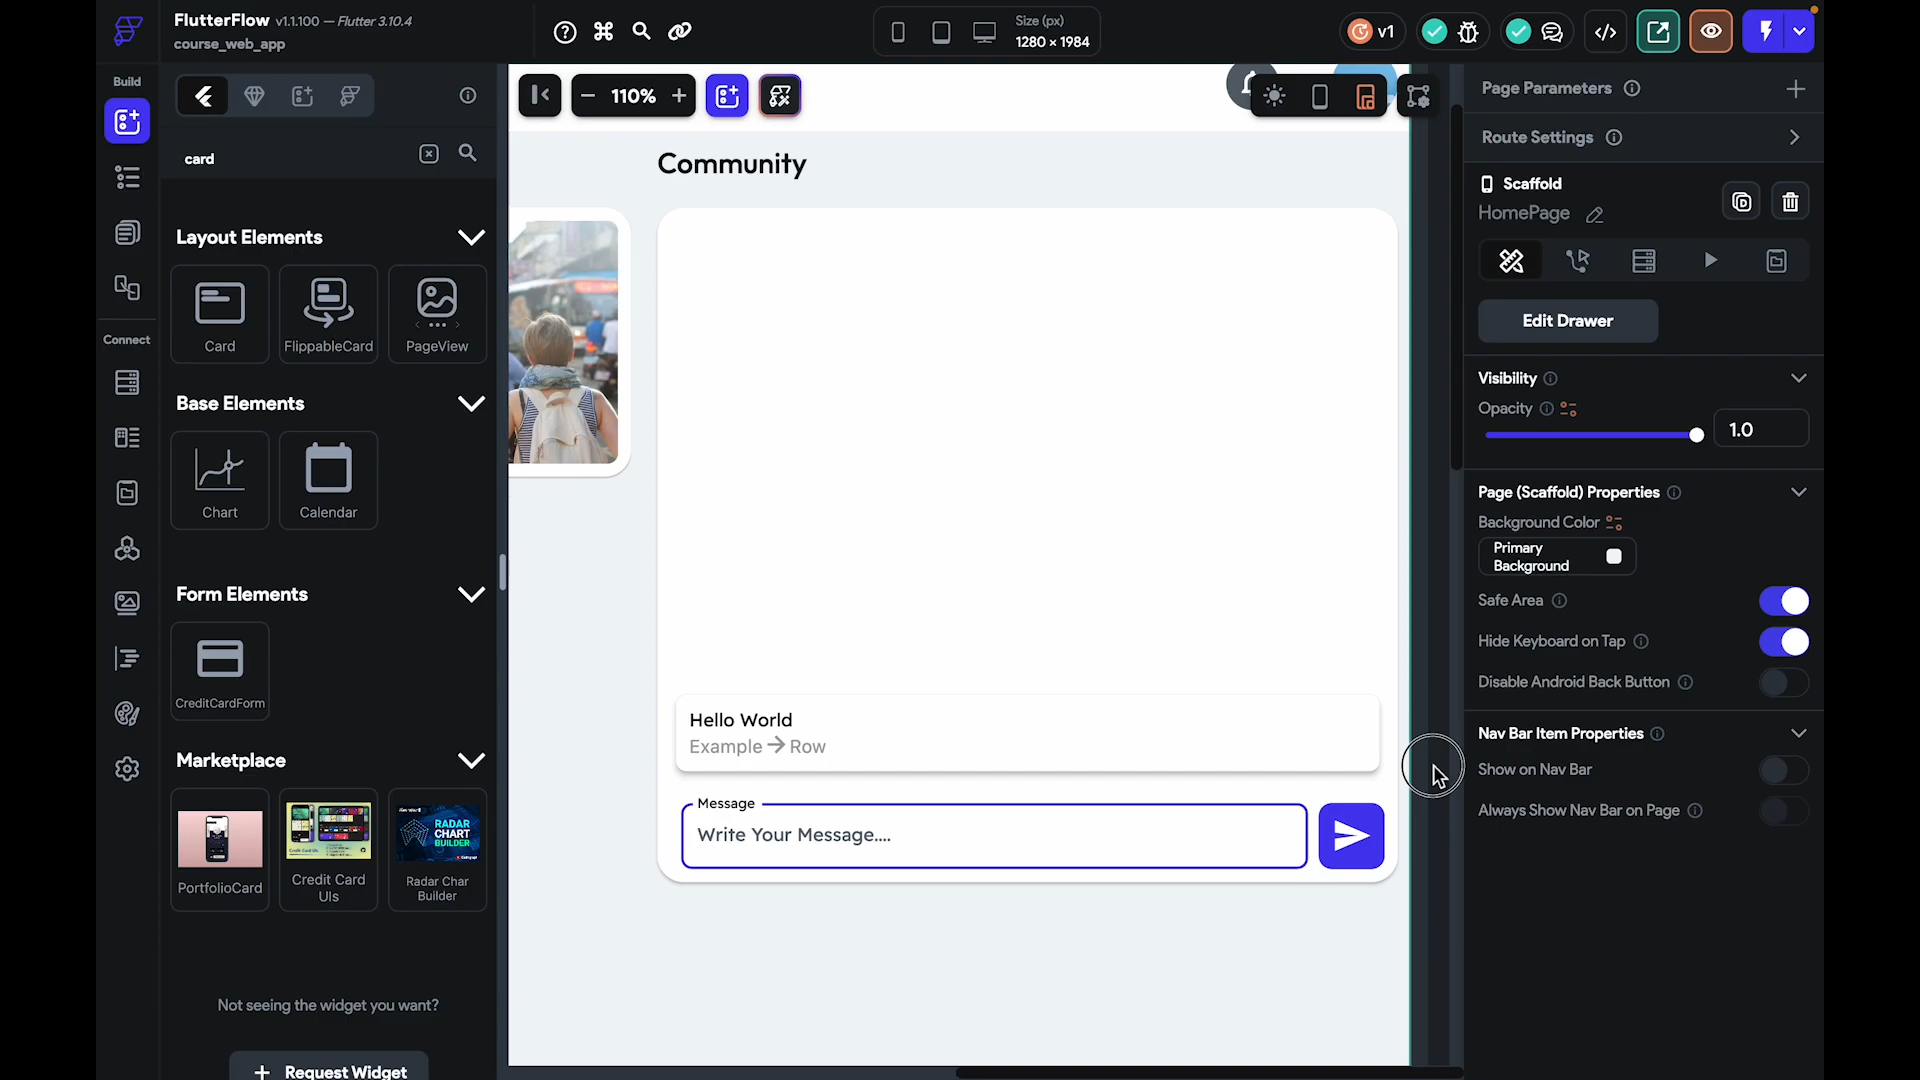 FlutterFlow v1.1.100 — Flutter 3.10.4
course_web_app
Size (px)
1280 × 1984
v1
Build
Connect
card
Layout Elements
Card
FlippableCard
PageView
Base Elements
Chart
Calendar
Form Elements
CreditCardForm
Marketplace
PortfolioCard
Credit Card
UIs
RADAR
CHART
BUILDER
Radar Char
Builder
Not seeing the widget you want?
+ Request Widget
110%
Community
Hello World
Example → Row
Message
Write Your Message....
Page Parameters
Route Settings
Scaffold
HomePage
Edit Drawer
Visibility
Opacity
1.0
Page (Scaffold) Properties
Background Color
Primary
Background
Safe Area
Hide Keyboard on Tap
Disable Android Back Button
Nav Bar Item Properties
Show on Nav Bar
Always Show Nav Bar on Page